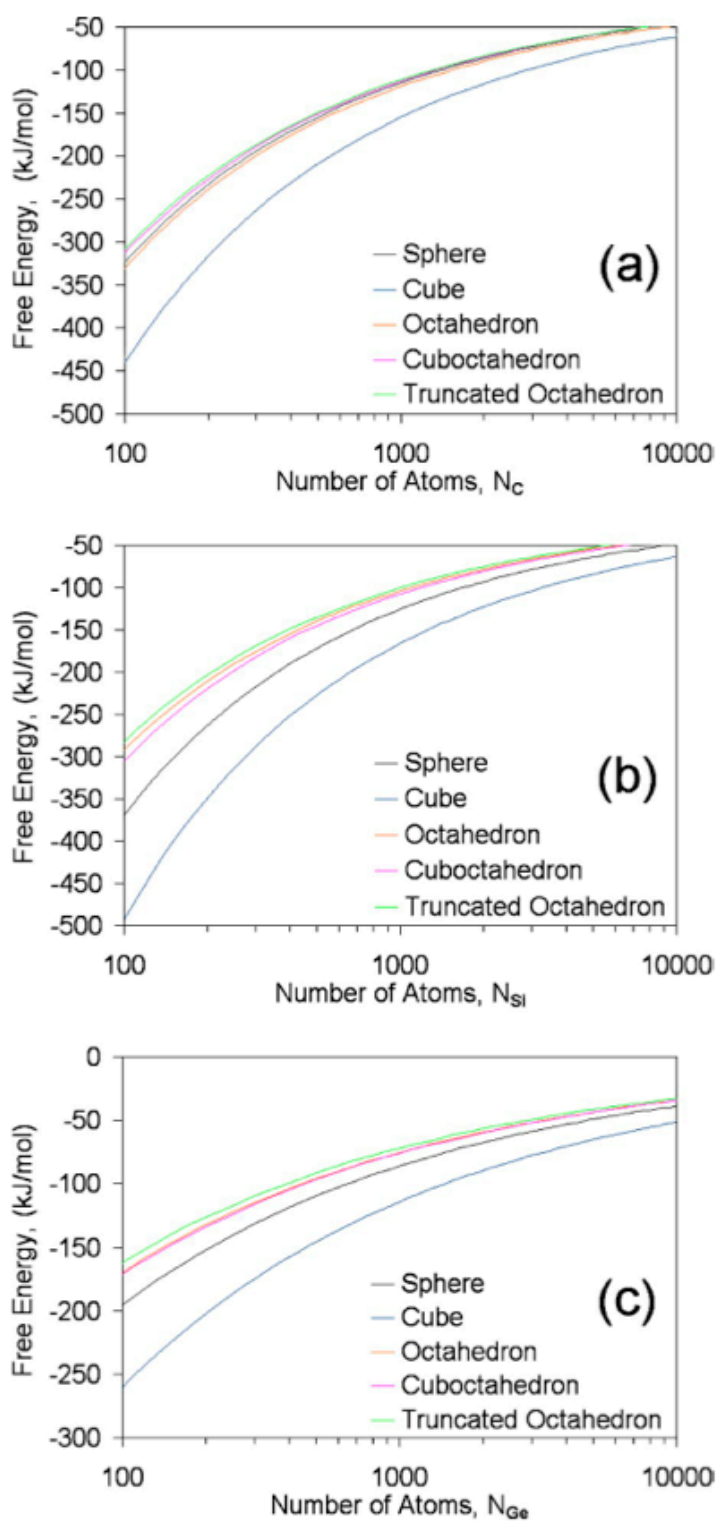 -50
-100
-150
-200
-250
-300
-350
-400
-450
-500
Free Energy, (kJ/mol)
Sphere
Cube
Octahedron
Cuboctahedron
Truncated Octahedron
(a)
100
1000
10000
Number of Atoms, N_C
-50
-100
-150
-200
-250
-300
-350
-400
-450
-500
Free Energy, (kJ/mol)
Sphere
Cube
Octahedron
Cuboctahedron
Truncated Octahedron
(b)
100
1000
10000
Number of Atoms, N_Si
0
-50
-100
-150
-200
-250
-300
Free Energy, (kJ/mol)
Sphere
Cube
Octahedron
Cuboctahedron
Truncated Octahedron
(c)
100
1000
10000
Number of Atoms, N_Ge